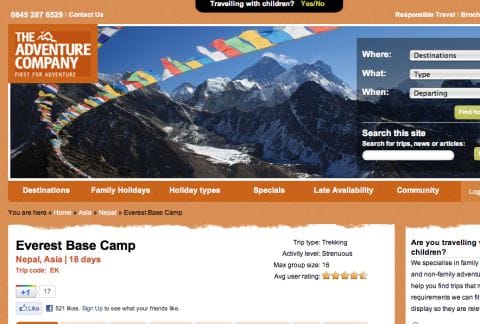 Travelling with children? Yes/No
0845 287 6529 | Contact Us
Responsible Travel | Broch
THE
ADVENTURE
COMPANY
FIRST FOR ADVENTURE
Where: Destinations
What: Type
When: Departing
Find ho
Search this site
Search for trips, news or articles:
Destinations Family Holidays Holiday types Specials Late Availability Community Log
You are here » Home » Asia » Nepal » Everest Base Camp
Everest Base Camp
Nepal, Asia | 18 days
Trip code: EK
+1 17
Like 521 likes. Sign Up to see what your friends like.
Trip type: Trekking
Activity level: Strenuous
Max group size: 16
Avg user rating:
Are you travelling w
children?
We specialise in family
and non-family adventu
help you find trips that m
requirements we can fil
display so they are relev